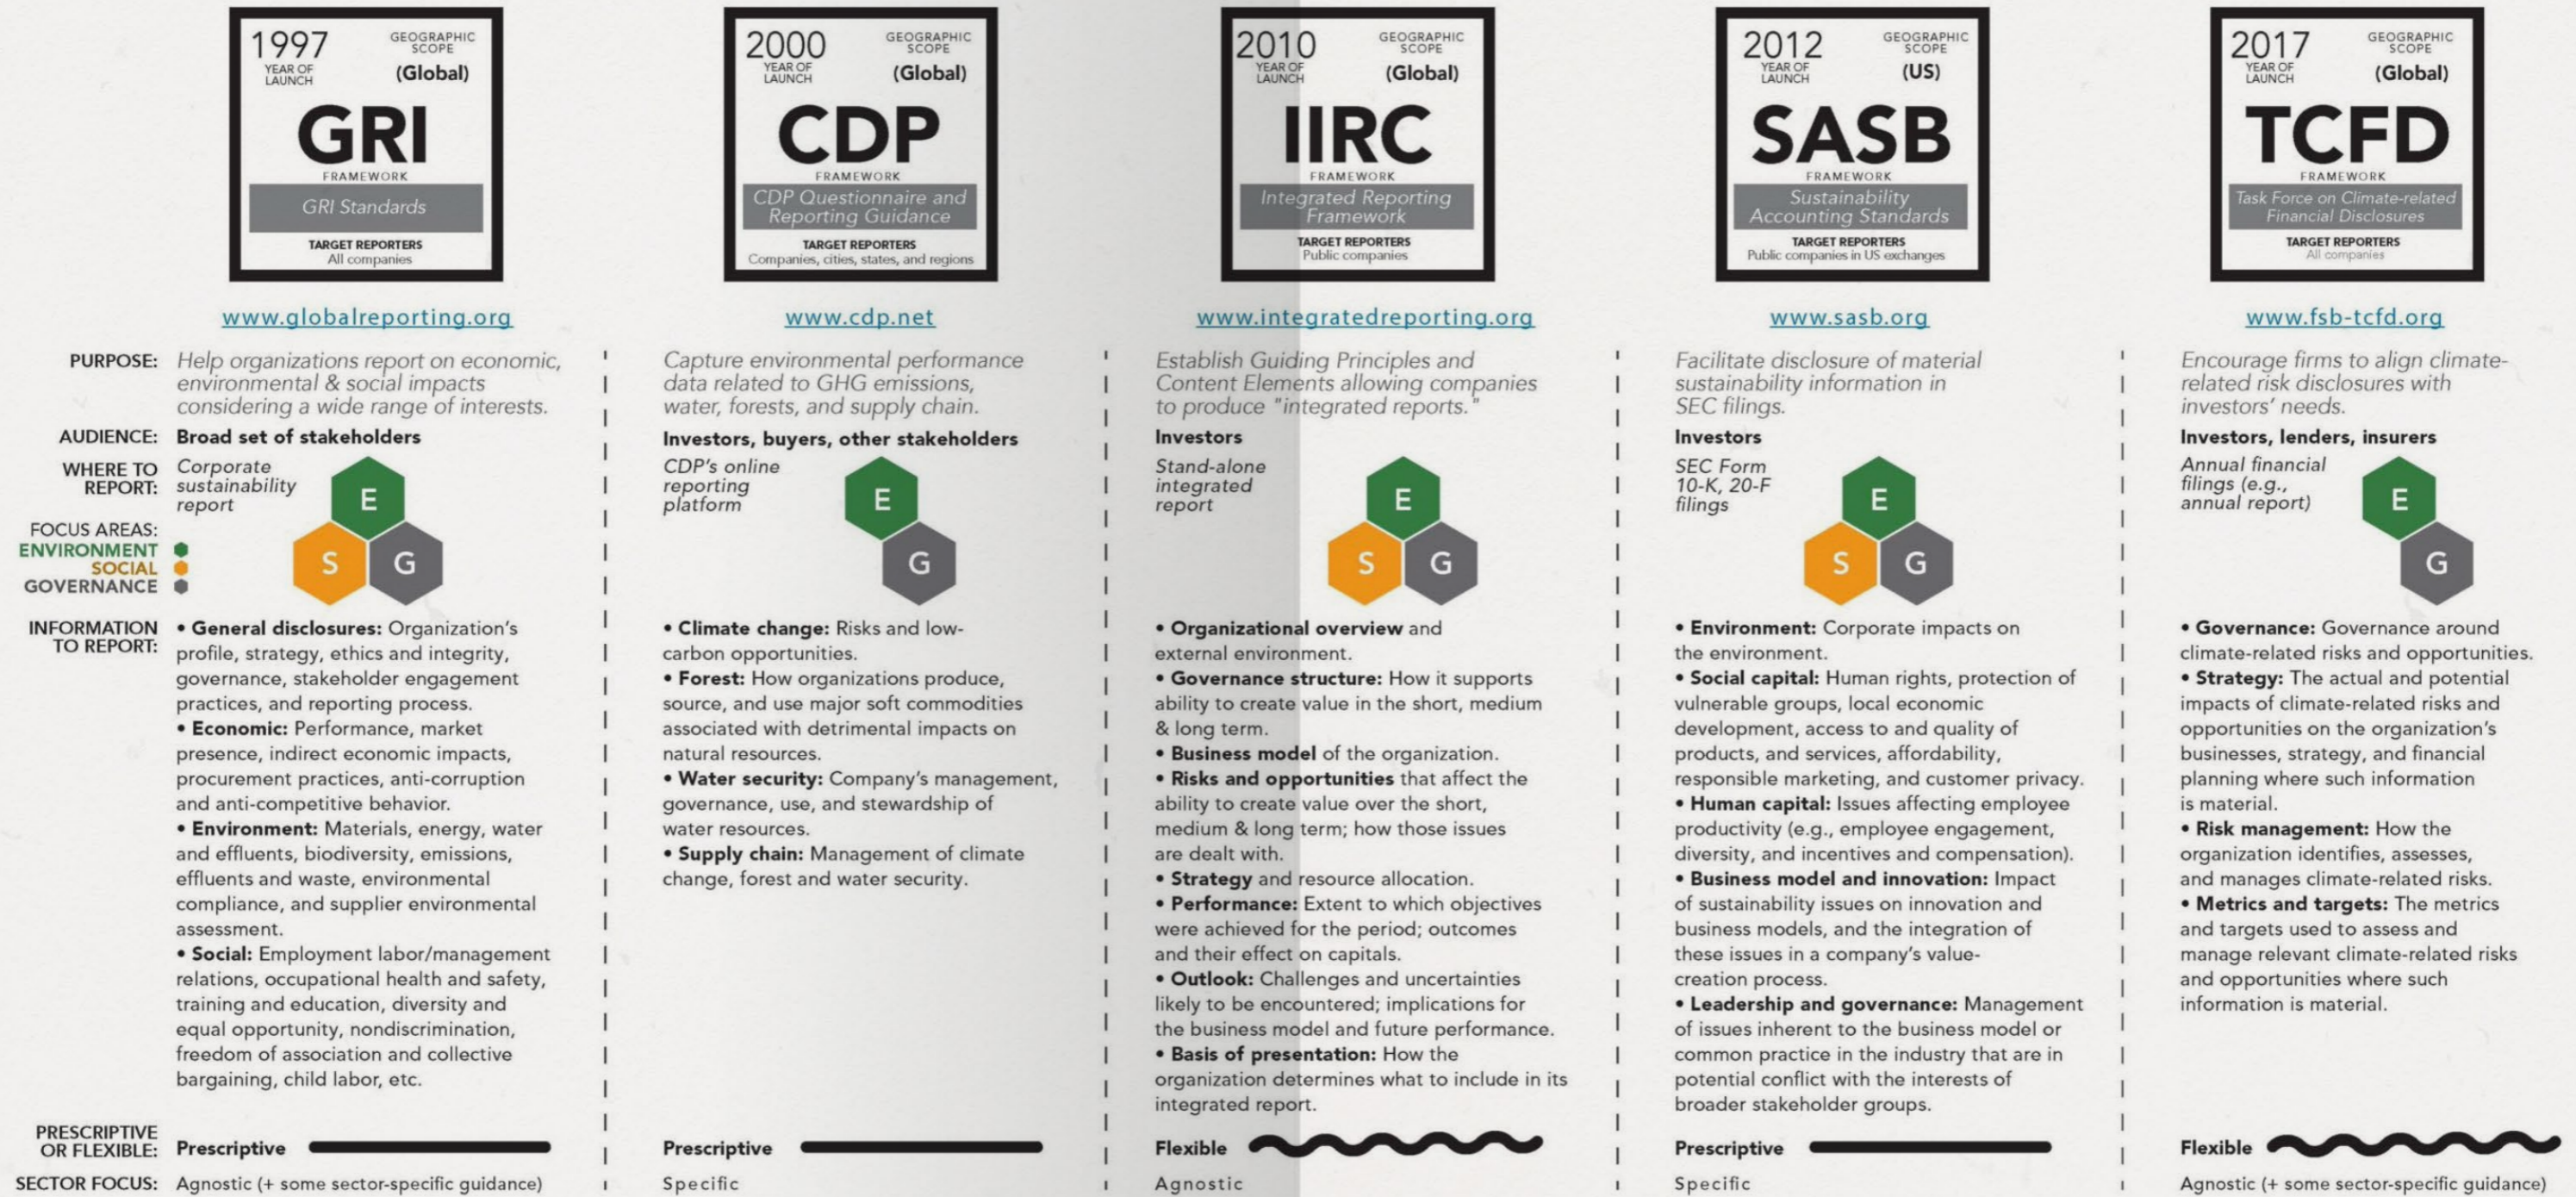 1997
YEAR OF
LAUNCH
GEOGRAPHIC
SCOPE
(Global)
GRI
FRAMEWORK
GRI Standards
TARGET REPORTERS
All companies
2000
YEAR OF
LAUNCH
GEOGRAPHIC
SCOPE
(Global)
CDP
FRAMEWORK
CDP Questionnaire and
Reporting Guidance
TARGET REPORTERS
Companies, cities, states, and regions
2010
YEAR OF
LAUNCH
GEOGRAPHIC
SCOPE
(Global)
IIRC
FRAMEWORK
Integrated Reporting
Framework
TARGET REPORTERS
Public companies
2012
YEAR OF
LAUNCH
GEOGRAPHIC
SCOPE
(US)
SASB
FRAMEWORK
Sustainability
Accounting Standards
TARGET REPORTERS
Public companies in US exchanges
2017
YEAR OF
LAUNCH
GEOGRAPHIC
SCOPE
(Global)
TCFD
FRAMEWORK
Task Force on Climate-related
Financial Disclosures
TARGET REPORTERS
All companies
www.globalreporting.org
www.cdp.net
www.integratedreporting.org
www.sasb.org
www.fsb-tcfd.org
PURPOSE:
Help organizations report on economic,
environmental & social impacts
considering a wide range of interests.
Capture environmental performance
data related to GHG emissions,
water, forests, and supply chain.
Establish Guiding Principles and
Content Elements allowing companies
to produce "integrated reports."
Facilitate disclosure of material
sustainability information in
SEC filings.
Encourage firms to align climate-
related risk disclosures with
investors' needs.
AUDIENCE:
Broad set of stakeholders
Investors, buyers, other stakeholders
Investors
Investors
Investors, lenders, insurers
WHERE TO
REPORT:
Corporate
sustainability
report
CDP's online
reporting
platform
Stand-alone
integrated
report
SEC Form
10-K, 20-F
filings
Annual financial
filings (e.g.,
annual report)
FOCUS AREAS:
ENVIRONMENT
SOCIAL
GOVERNANCE
E
S G
E
G
E
S G
E
S G
E
G
INFORMATION
TO REPORT:
• General disclosures: Organization's
profile, strategy, ethics and integrity,
governance, stakeholder engagement
practices, and reporting process.
• Economic: Performance, market
presence, indirect economic impacts,
procurement practices, anti-corruption
and anti-competitive behavior.
• Environment: Materials, energy, water
and effluents, biodiversity, emissions,
effluents and waste, environmental
compliance, and supplier environmental
assessment.
• Social: Employment labor/management
relations, occupational health and safety,
training and education, diversity and
equal opportunity, nondiscrimination,
freedom of association and collective
bargaining, child labor, etc.
• Climate change: Risks and low-
carbon opportunities.
• Forest: How organizations produce,
source, and use major soft commodities
associated with detrimental impacts on
natural resources.
• Water security: Company's management,
governance, use, and stewardship of
water resources.
• Supply chain: Management of climate
change, forest and water security.
• Organizational overview and
external environment.
• Governance structure: How it supports
ability to create value in the short, medium
& long term.
• Business model of the organization.
• Risks and opportunities that affect the
ability to create value over the short,
medium & long term; how those issues
are dealt with.
• Strategy and resource allocation.
• Performance: Extent to which objectives
were achieved for the period; outcomes
and their effect on capitals.
• Outlook: Challenges and uncertainties
likely to be encountered; implications for
the business model and future performance.
• Basis of presentation: How the
organization determines what to include in its
integrated report.
• Environment: Corporate impacts on
the environment.
• Social capital: Human rights, protection of
vulnerable groups, local economic
development, access to and quality of
products, and services, affordability,
responsible marketing, and customer privacy.
• Human capital: Issues affecting employee
productivity (e.g., employee engagement,
diversity, and incentives and compensation).
• Business model and innovation: Impact
of sustainability issues on innovation and
business models, and the integration of
these issues in a company's value-
creation process.
• Leadership and governance: Management
of issues inherent to the business model or
common practice in the industry that are in
potential conflict with the interests of
broader stakeholder groups.
• Governance: Governance around
climate-related risks and opportunities.
• Strategy: The actual and potential
impacts of climate-related risks and
opportunities on the organization's
businesses, strategy, and financial
planning where such information
is material.
• Risk management: How the
organization identifies, assesses,
and manages climate-related risks.
• Metrics and targets: The metrics
and targets used to assess and
manage relevant climate-related risks
and opportunities where such
information is material.
PRESCRIPTIVE
OR FLEXIBLE:
Prescriptive
Prescriptive
Flexible
Prescriptive
Flexible
SECTOR FOCUS:
Agnostic (+ some sector-specific guidance)
Specific
Agnostic
Specific
Agnostic (+ some sector-specific guidance)